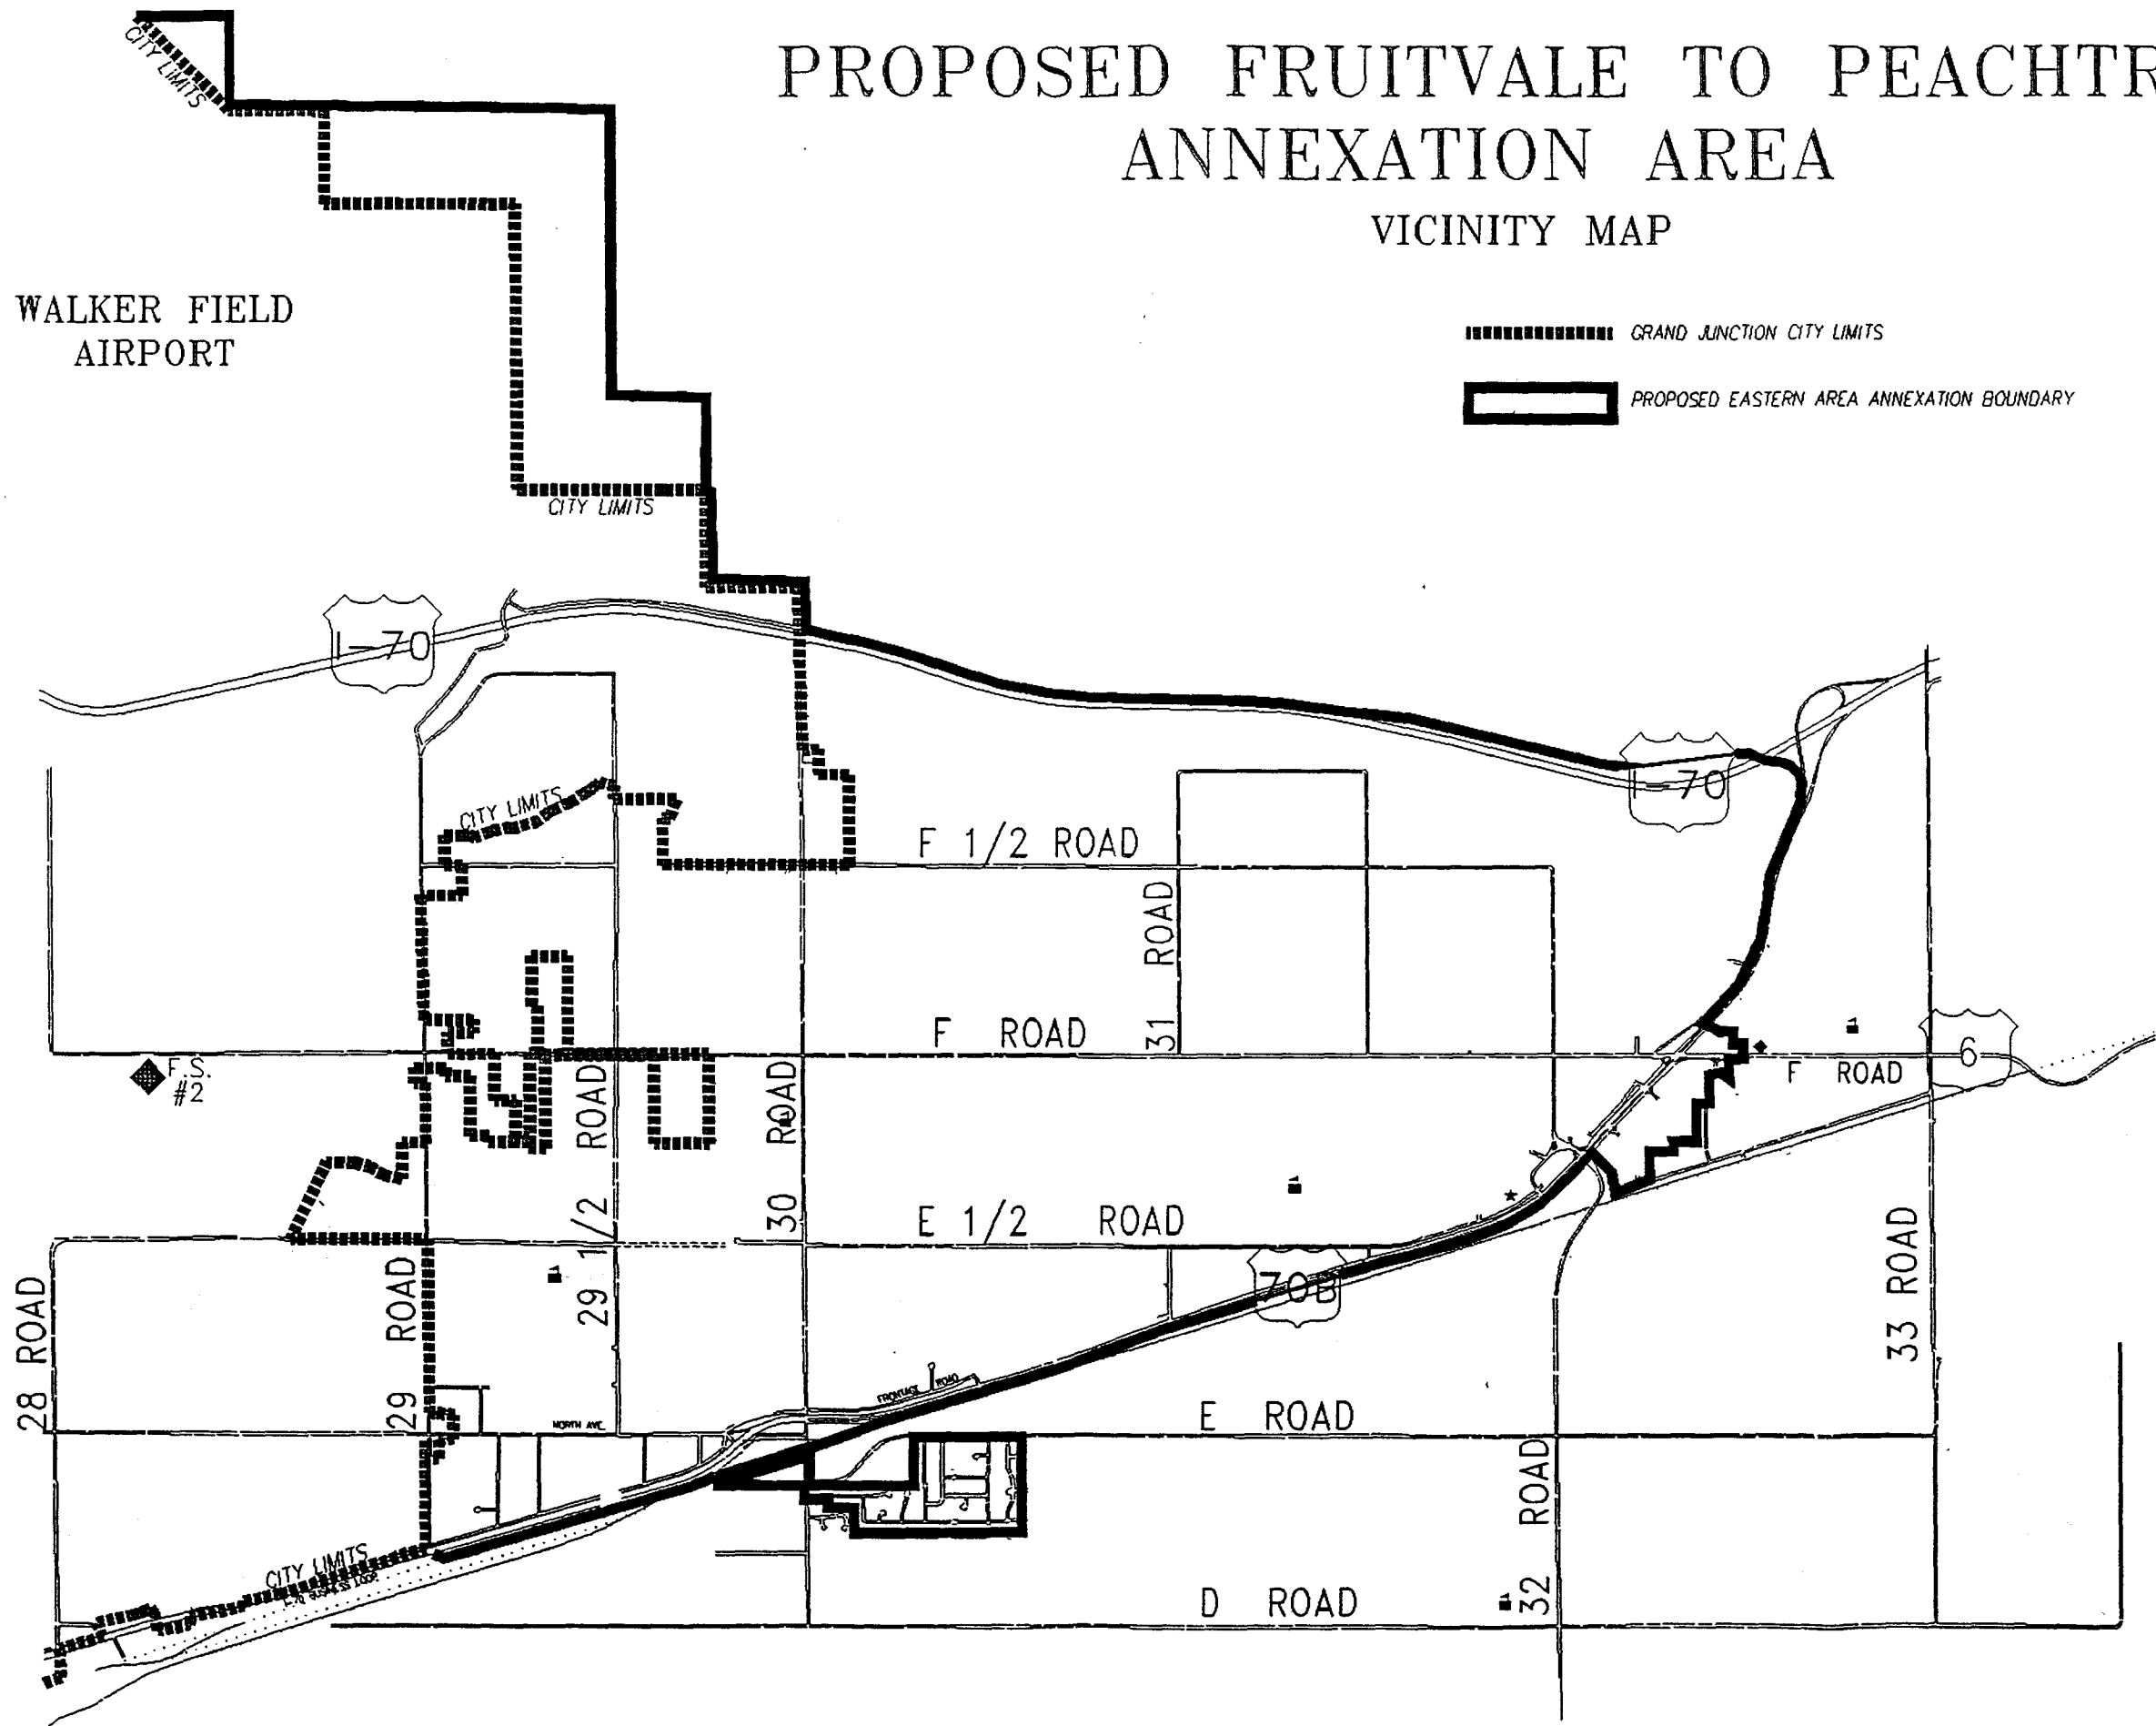 PROPOSED FRUITVALE TO PEACHTR
ANNEXATION AREA
VICINITY MAP
CITY LIMITS
WALKER FIELD
AIRPORT
GRAND JUNCTION CITY LIMITS
PROPOSED EASTERN AREA ANNEXATION BOUNDARY
CITY LIMITS
I-70
I-70
CITY LIMITS
F 1/2 ROAD
31 ROAD
F ROAD
6
F ROAD
F.S.
#2
29 1/2 ROAD
30 ROAD
E 1/2 ROAD
28 ROAD
29 ROAD
33 ROAD
70B
FRONTAGE ROAD
NORTH AVE.
E ROAD
32 ROAD
CITY LIMITS
I-70 BUSINESS LOOP
D ROAD